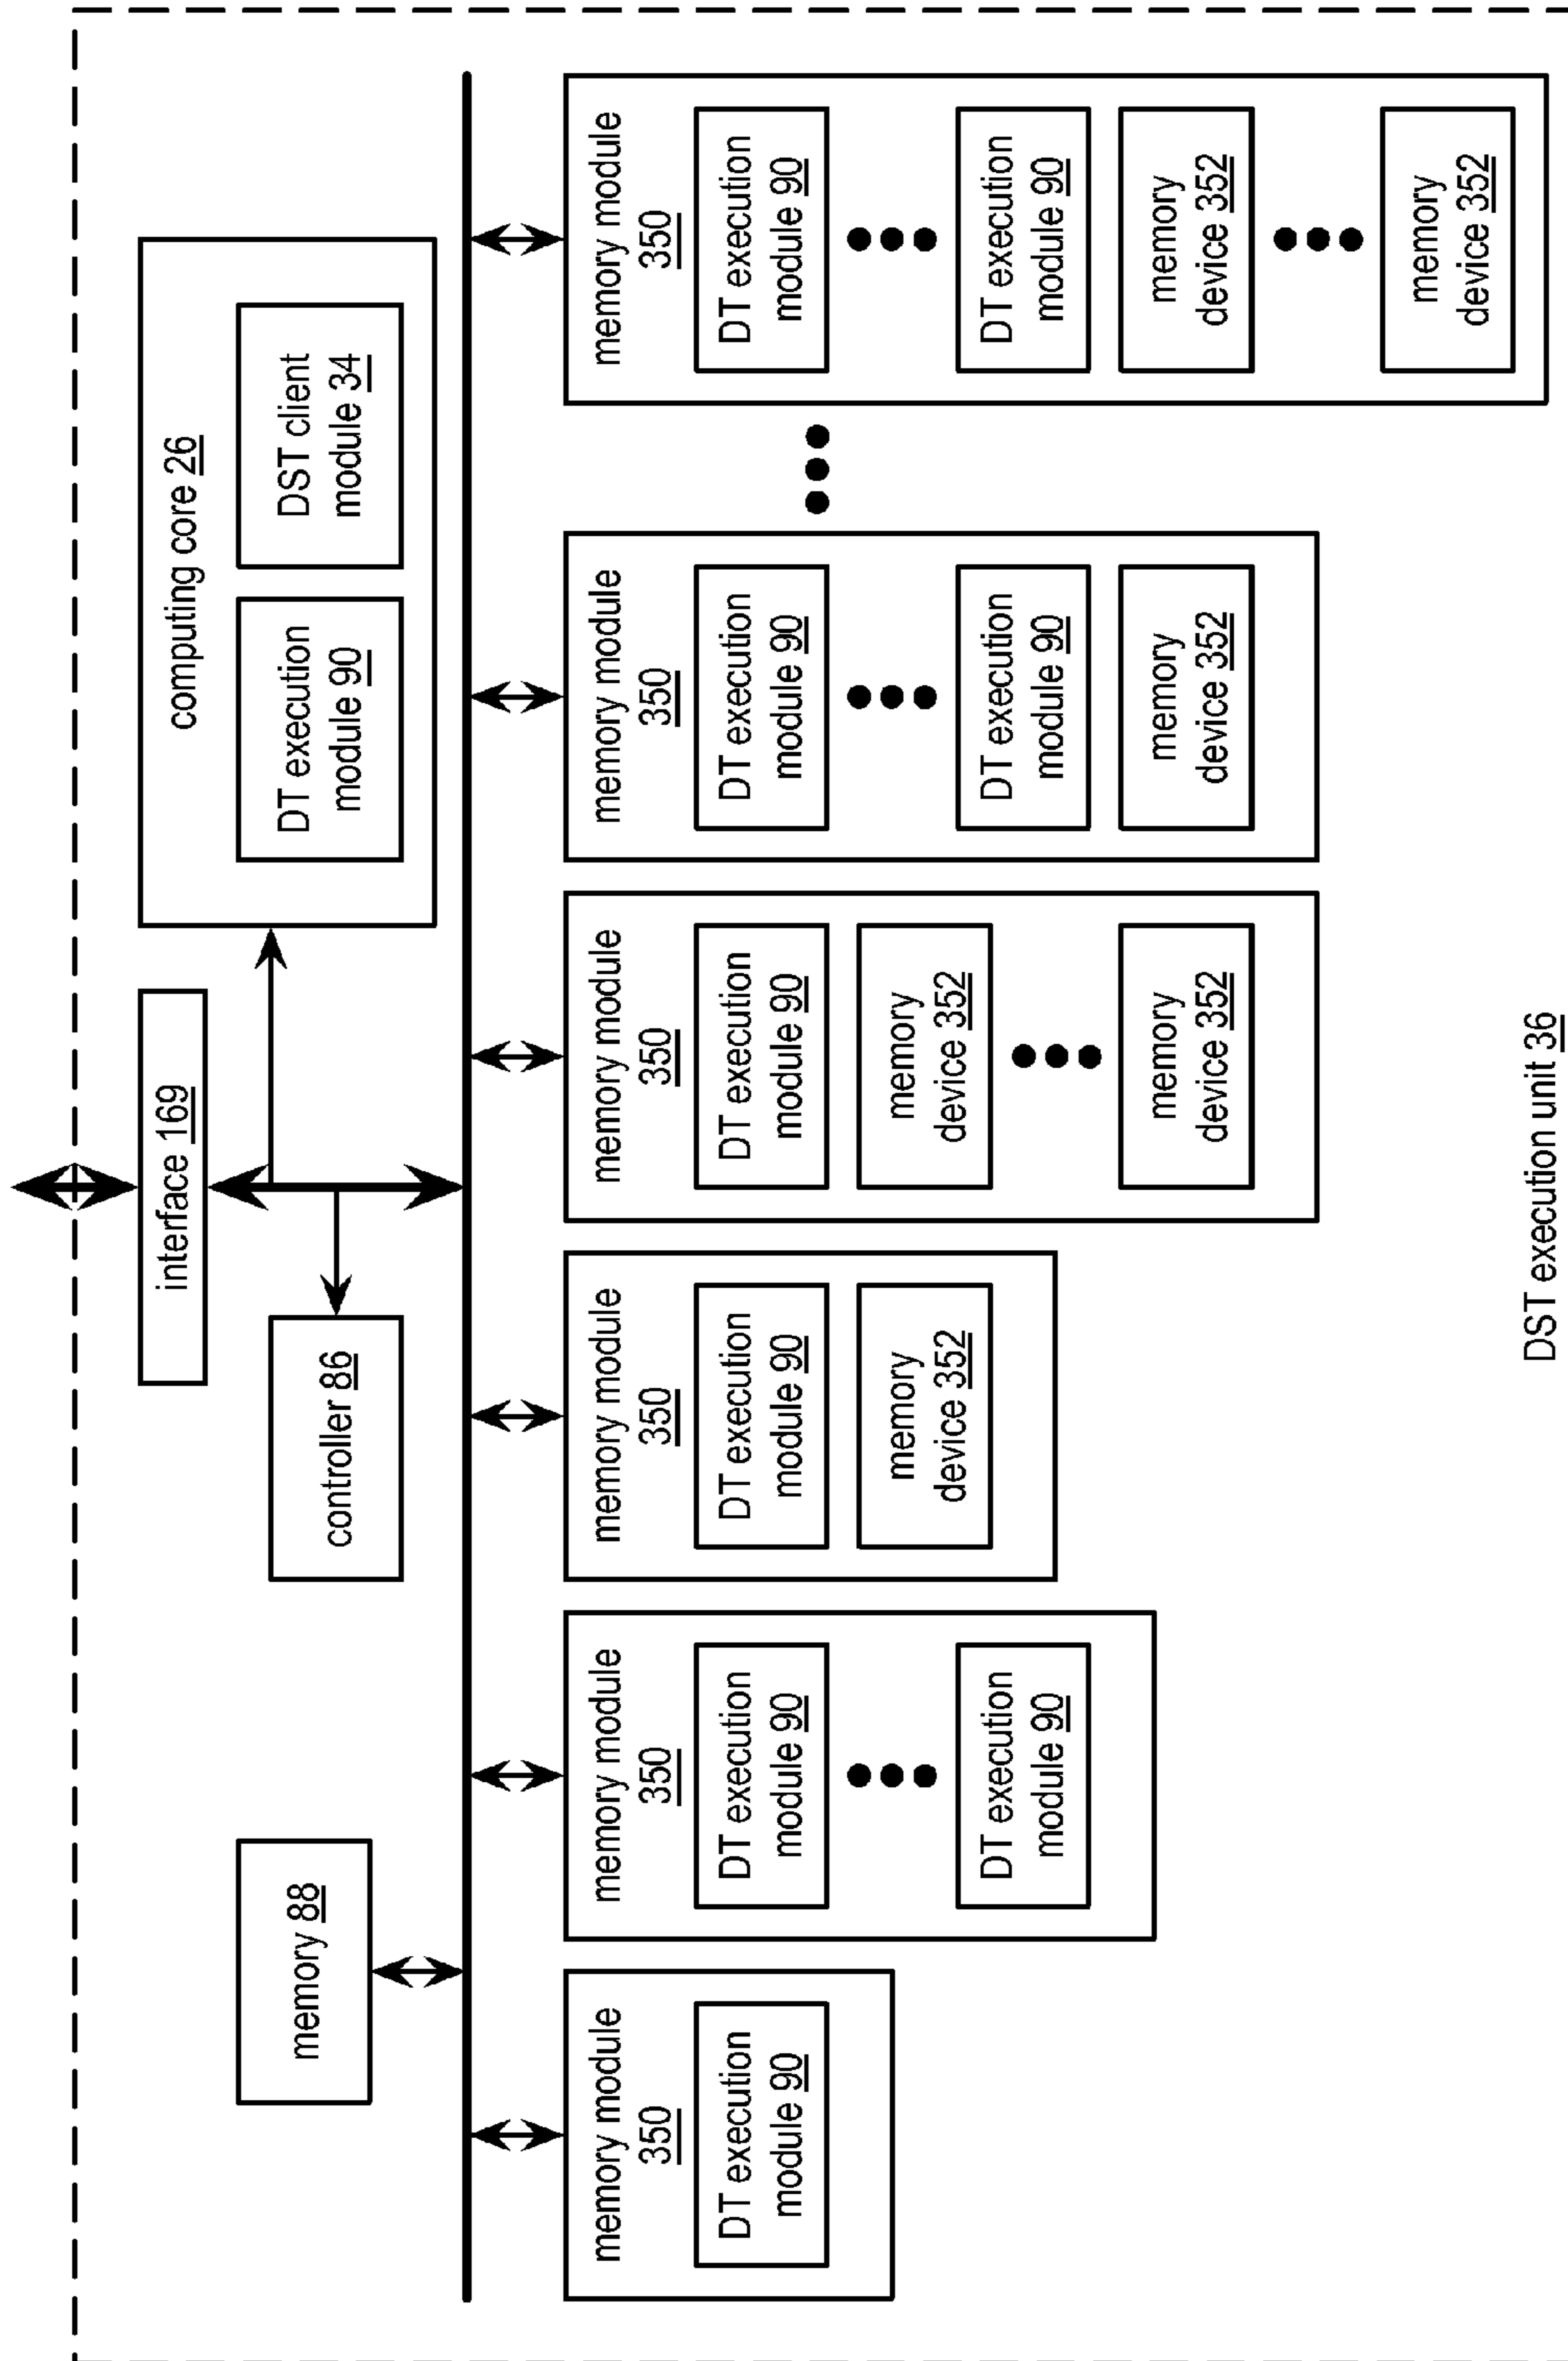 interface 169
computing core 26
DT execution
module 90
DST client
module 34
controller 86
memory 88
memory module
350
DT execution
module 90
memory module
350
DT execution
module 90
DT execution
module 90
memory module
350
DT execution
module 90
memory
device 352
memory module
350
DT execution
module 90
memory
device 352
memory
device 352
memory module
350
DT execution
module 90
DT execution
module 90
memory
device 352
memory module
350
DT execution
module 90
DT execution
module 90
memory
device 352
memory
device 352
DST execution unit 36